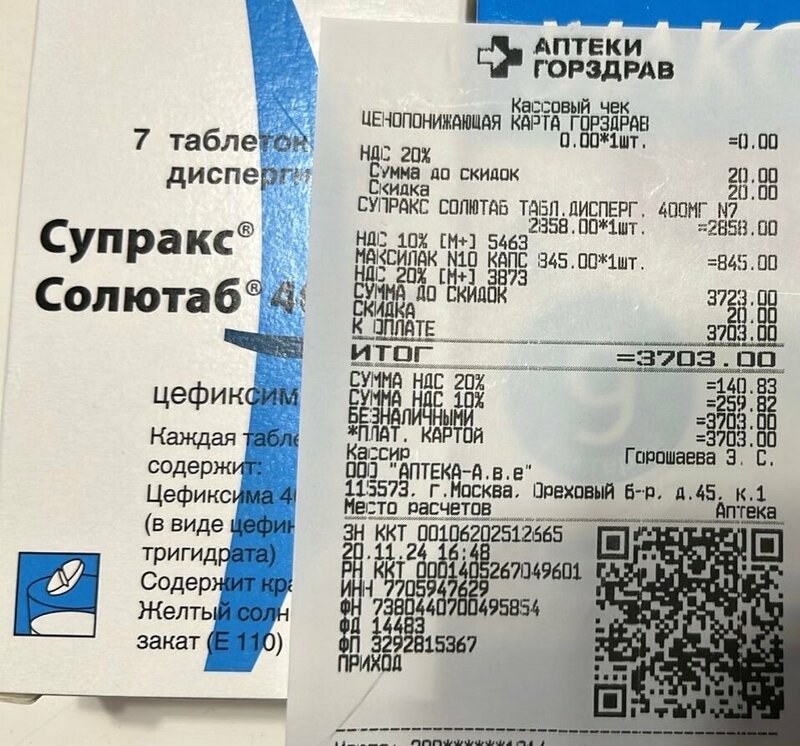 7 таблеток
Супракс®
Солютаб®
цефиксим
Каждая
содержит:
Цефиксима
(в виде
тригидрата)
Содержит
Желтый
закат (E 110)
АПТЕКИ
ГОРЗДРАВ
Кассовый чек
ЦЕНОПОНИЖАЮЩАЯ КАРТА ГОРЗДРАВ
0.00*1шт. =0.00
НДС 20%
Сумма до скидок 20.00
Скидка 20.00
СУПРАКС СОЛЮТАБ ТАБЛ.ДИСПЕРГ. 400МГ N7
2858.00*1шт. =2858.00
НДС 10% [М+] 5463
МАКСИЛАК N10 КАПС 845.00*1шт. =845.00
НДС 20% [М+] 3873
СУММА ДО СКИДОК 3723.00
СКИДКА 20.00
К ОПЛАТЕ 3703.00
ИТОГ =3703.00
СУММА НДС 20% =140.83
СУММА НДС 10% =259.82
БЕЗНАЛИЧНЫМИ =3703.00
*ПЛАТ. КАРТОЙ =3703.00
Кассир Горошаева З. С.
ООО "АПТЕКА-А.в.е"
115573, г.Москва, Ореховый б-р, д.45, к.1
Место расчетов Аптека
ЗН ККТ 00106202512665
20.11.24 16:48
РН ККТ 0001405267049601
ИНН 7705947629
ФН 7380440700495854
ФД 14483
ФП 3292815367
ПРИХОД